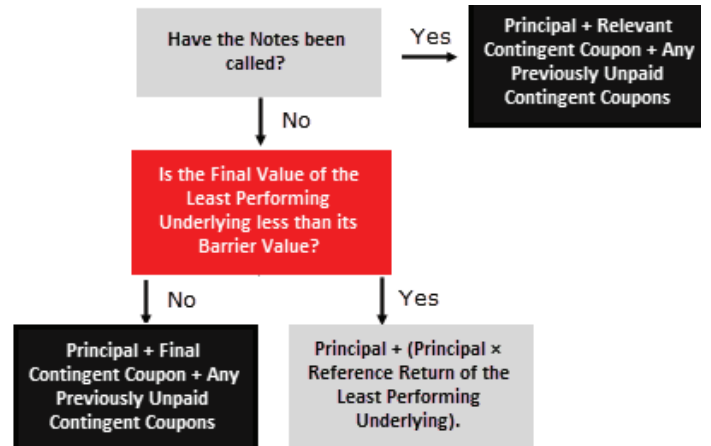 Have the Notes been
called?
Yes
Principal + Relevant
Contingent Coupon + Any
Previously Unpaid
Contingent Coupons
No
Is the Final Value of the
Least Performing
Underlying less than its
Barrier Value?
No
Yes
Principal + Final
Contingent Coupon + Any
Previously Unpaid
Contingent Coupons
Principal + (Principal ×
Reference Return of the
Least Performing
Underlying).